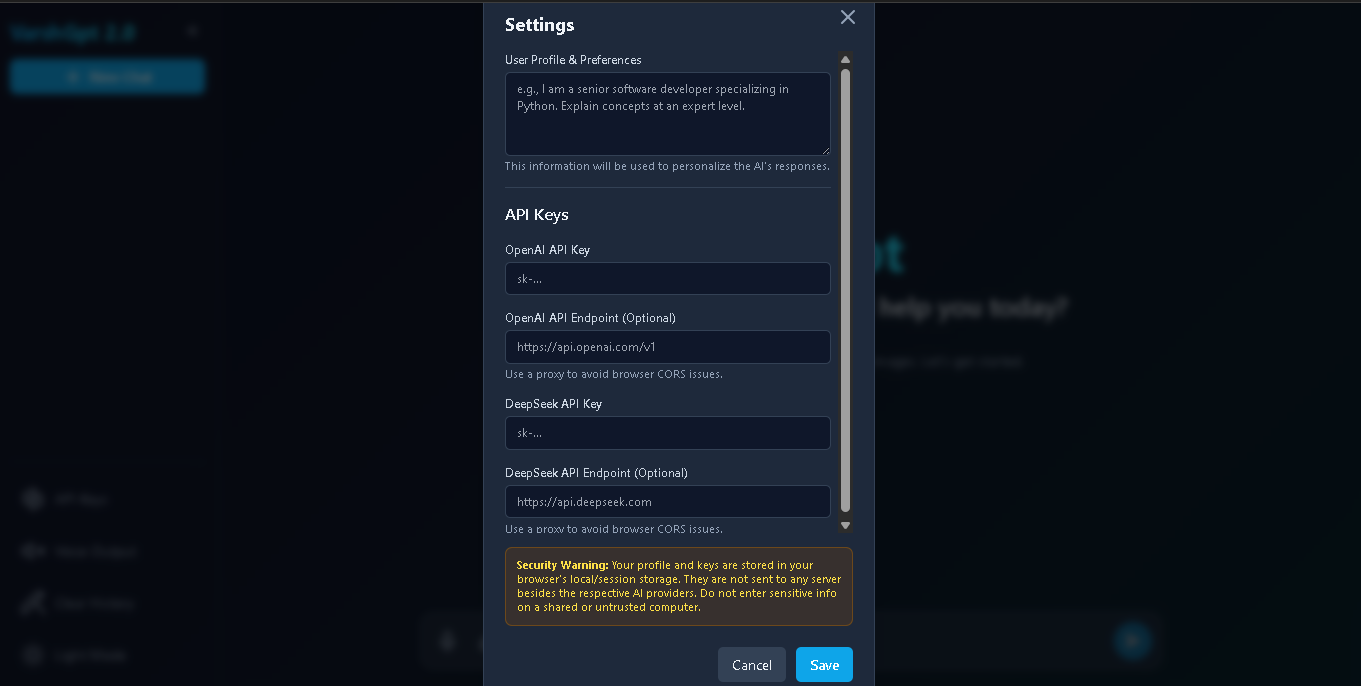 Settings
User Profile & Preferences
e.g., I am a senior software developer specializing in
Python. Explain concepts at an expert level.
This information will be used to personalize the AI's responses.
API Keys
OpenAI API Key
sk-...
OpenAI API Endpoint (Optional)
https://api.openai.com/v1
Use a proxy to avoid browser CORS issues.
DeepSeek API Key
sk-...
DeepSeek API Endpoint (Optional)
https://api.deepseek.com
Use a proxy to avoid browser CORS issues.
Security Warning: Your profile and keys are stored in your
browser's local/session storage. They are not sent to any server
besides the respective AI providers. Do not enter sensitive info
on a shared or untrusted computer.
Cancel
Save
New Chat
help you today?